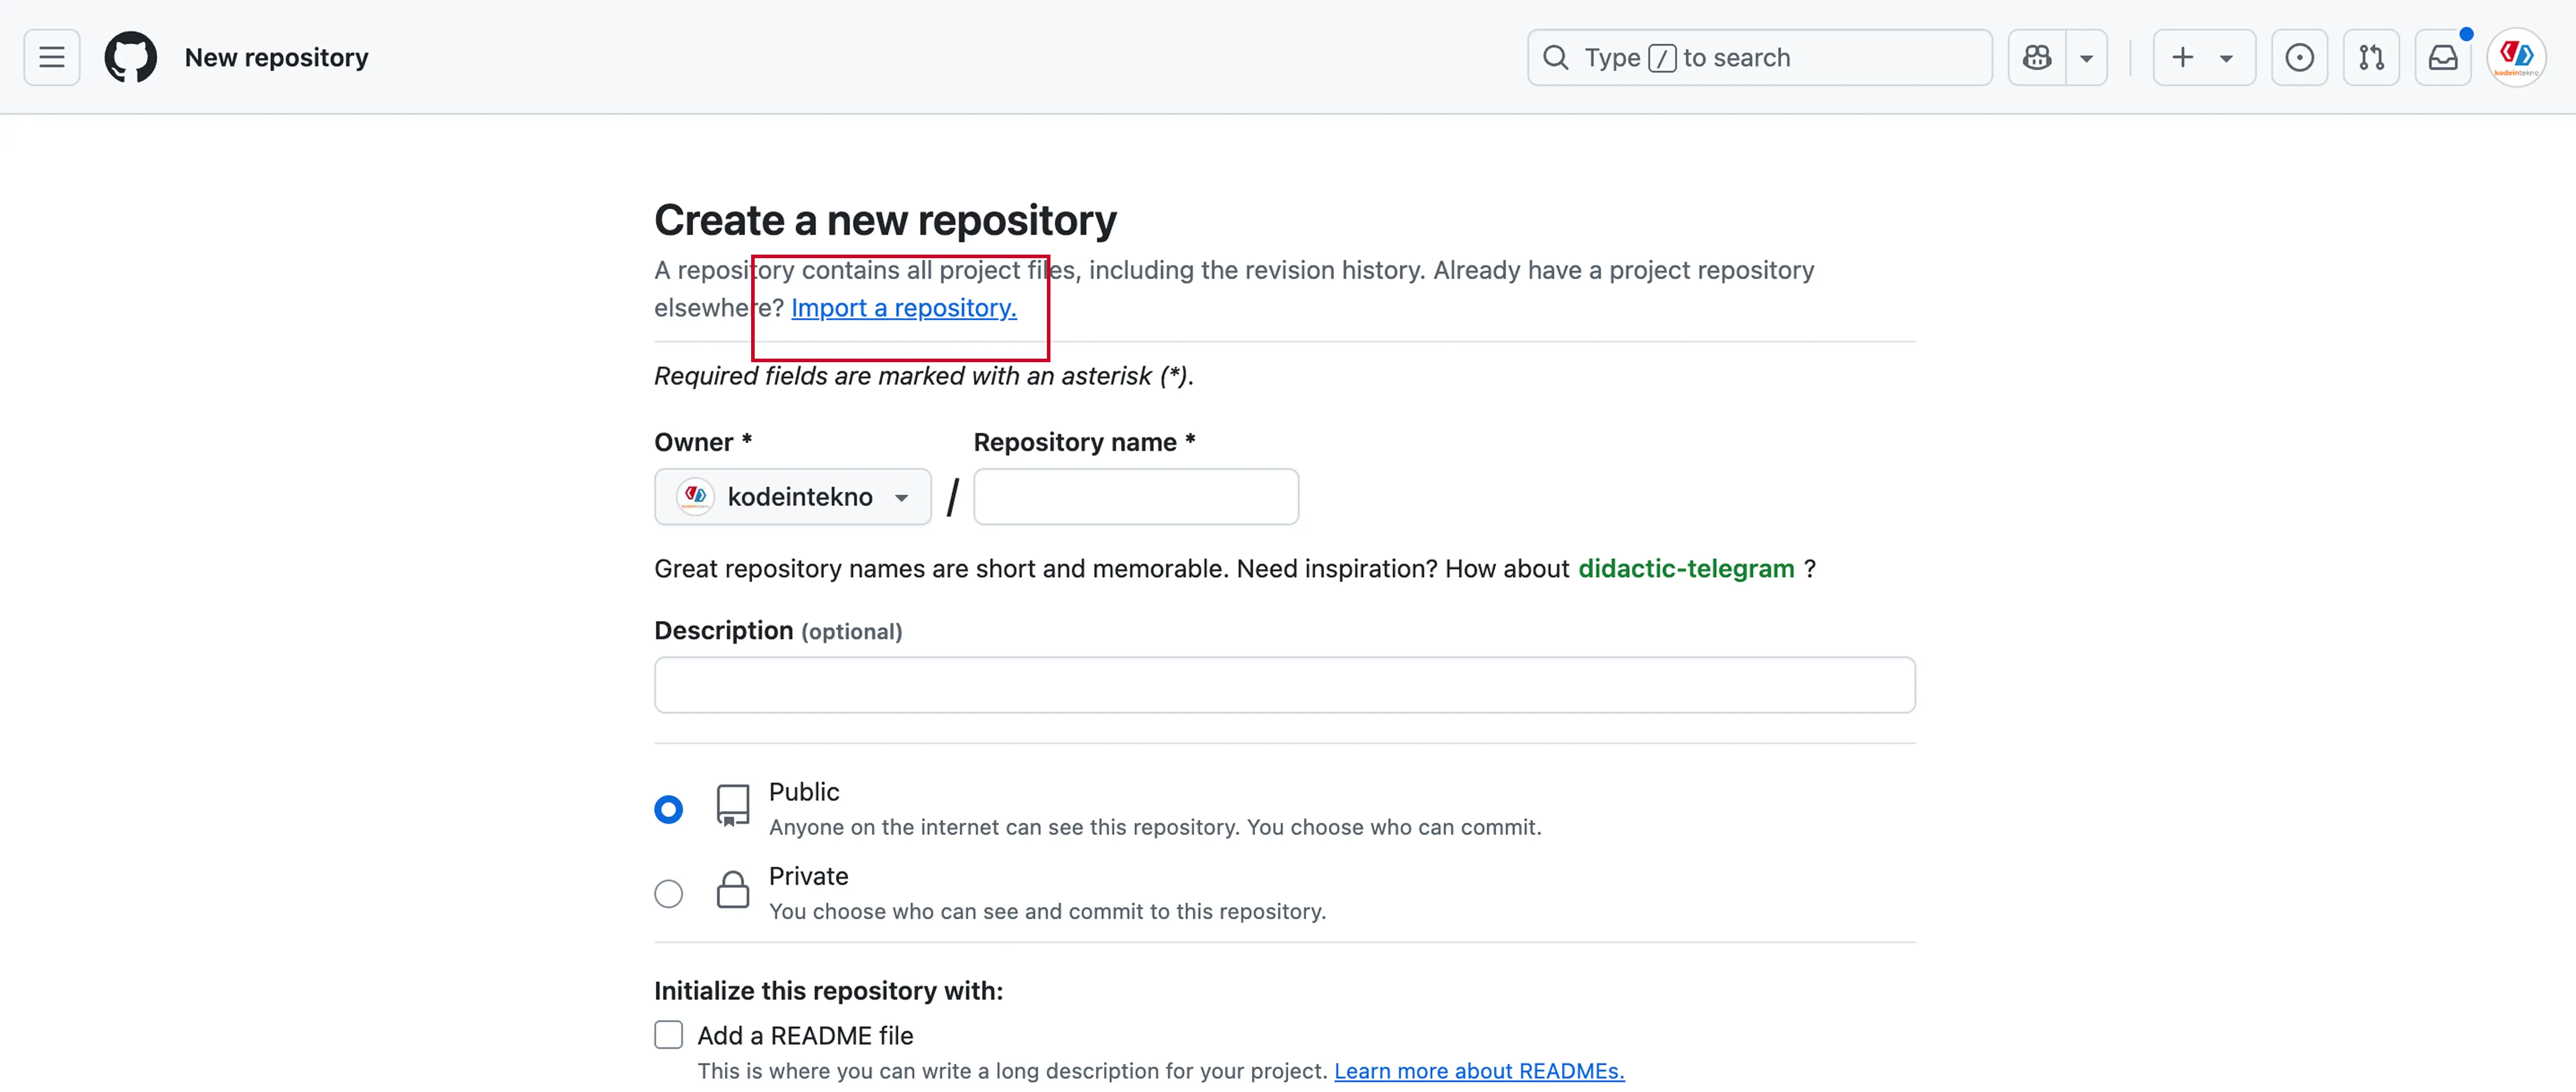 New repository
Type / to search
kodeintekno
Create a new repository
A repository contains all project files, including the revision history. Already have a project repository
elsewhere? Import a repository.
Required fields are marked with an asterisk (*).
Owner * Repository name *
kodeintekno /
Great repository names are short and memorable. Need inspiration? How about didactic-telegram ?
Description (optional)
Public
Anyone on the internet can see this repository. You choose who can commit.
Private
You choose who can see and commit to this repository.
Initialize this repository with:
Add a README file
This is where you can write a long description for your project. Learn more about READMEs.